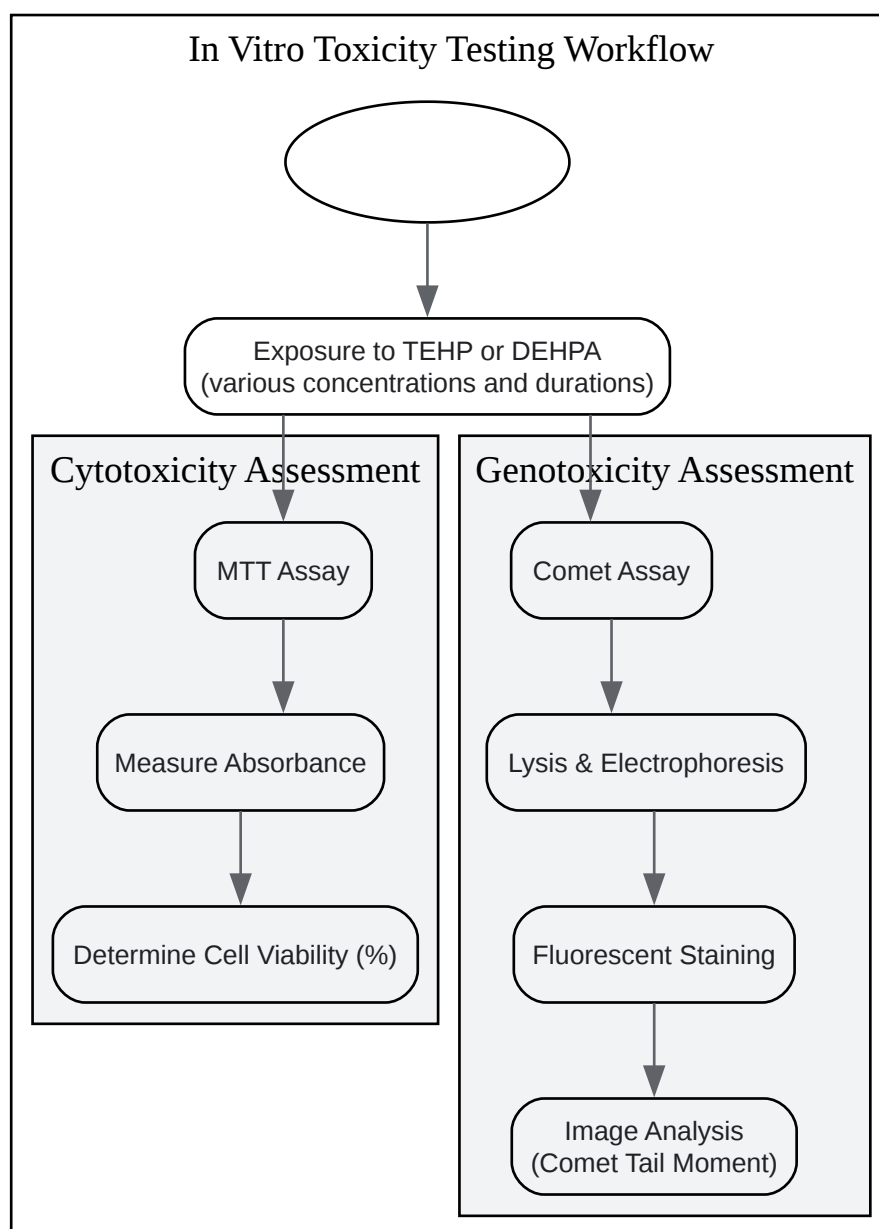 In Vitro Toxicity Testing Workflow
Exposure to TEHP or DEHPA
(various concentrations and durations)
Cytotoxicity Assessment
MTT Assay
Measure Absorbance
Determine Cell Viability (%)
Genotoxicity Assessment
Comet Assay
Lysis & Electrophoresis
Fluorescent Staining
Image Analysis
(Comet Tail Moment)